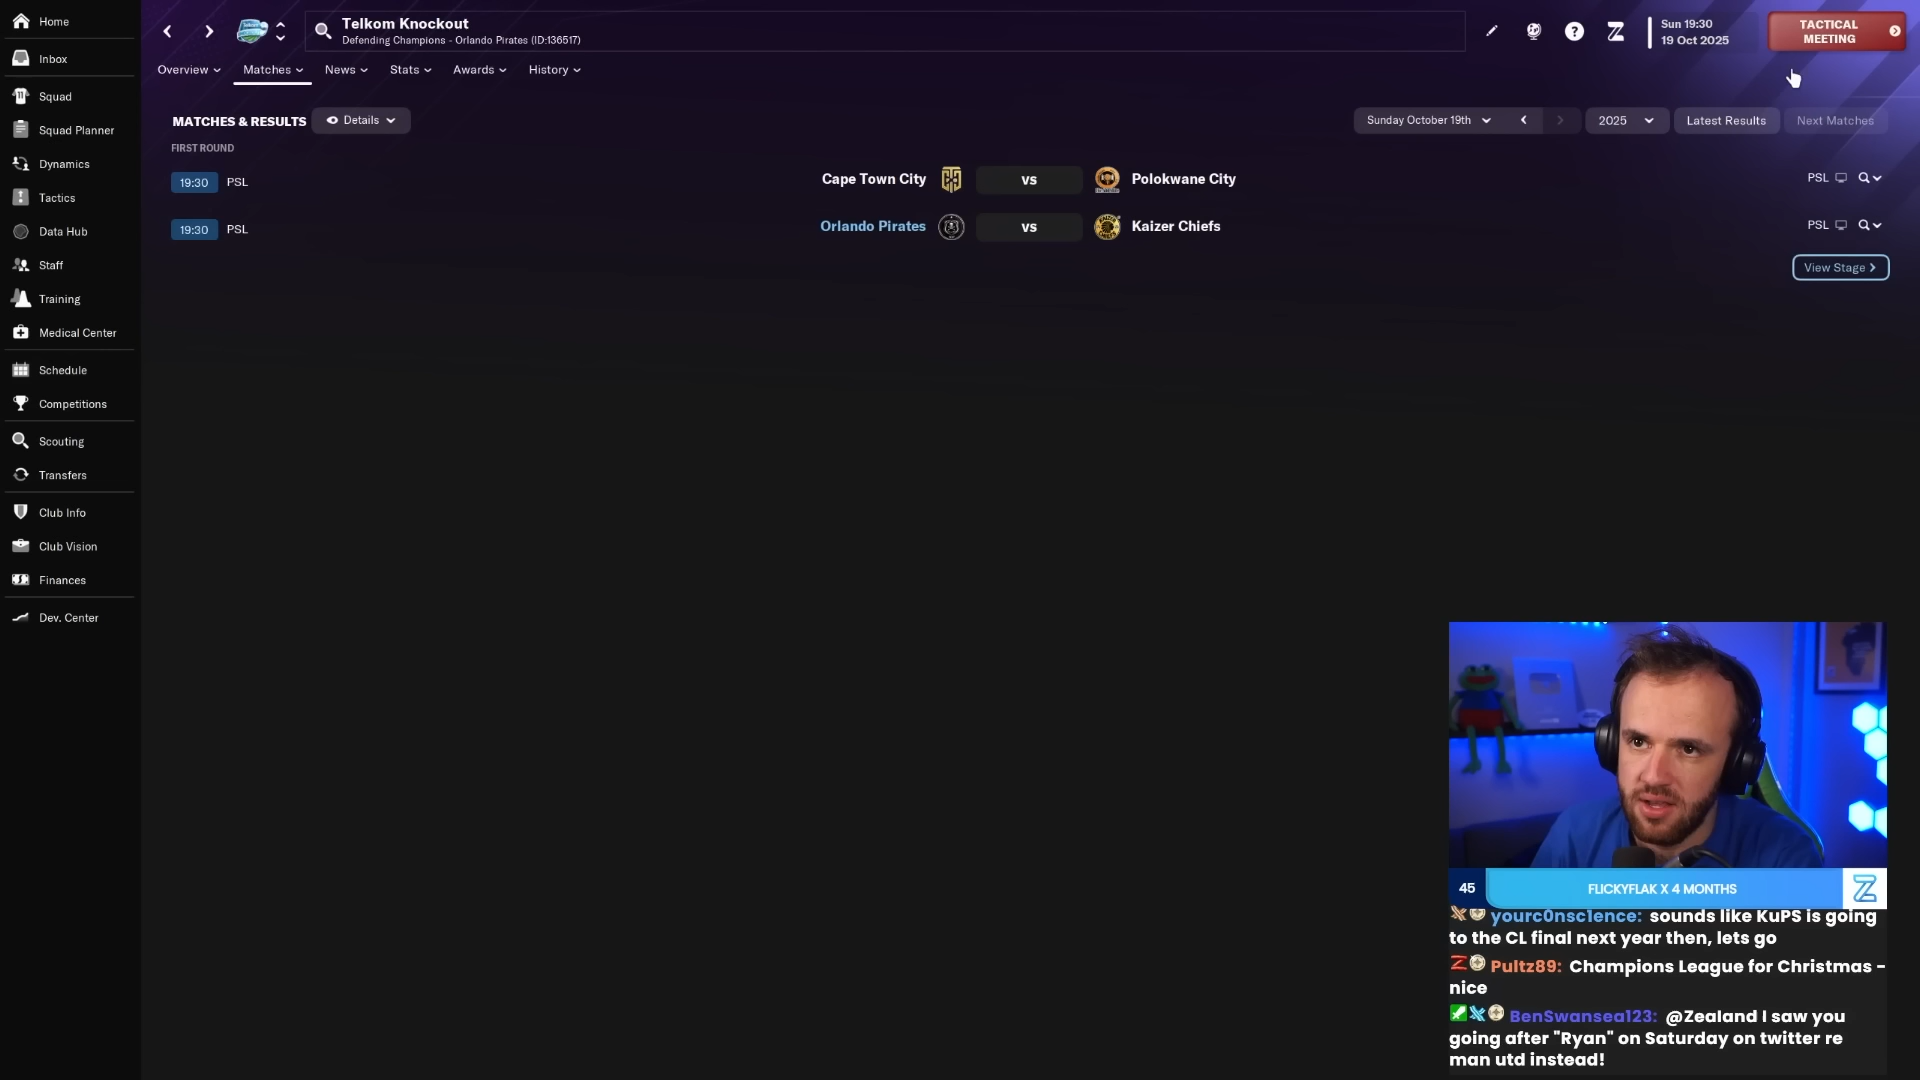 Home
Inbox
Squad
Squad Planner
Dynamics
Tactics
Data Hub
Staff
Training
Medical Center
Schedule
Competitions
Scouting
Transfers
Club Info
Club Vision
Finances
Dev. Center
Telkom Knockout
Defending Champions - Orlando Pirates (ID:136517)
Sun 19:30
19 Oct 2025
TACTICAL
MEETING
Overview Matches News Stats Awards History
MATCHES & RESULTS Details Sunday October 19th 2025 Latest Results Next Matches
FIRST ROUND
19:30 PSL Cape Town City VS Polokwane City PSL
19:30 PSL Orlando Pirates VS Kaizer Chiefs PSL
View Stage
45 FLICKYFLAK X 4 MONTHS
yourc0nsc1ence: sounds like KuPS is going
to the CL final next year then, lets go
Pultz89: Champions League for Christmas -
nice
BenSwansea123: @Zealand I saw you
going after "Ryan" on Saturday on twitter re
man utd instead!